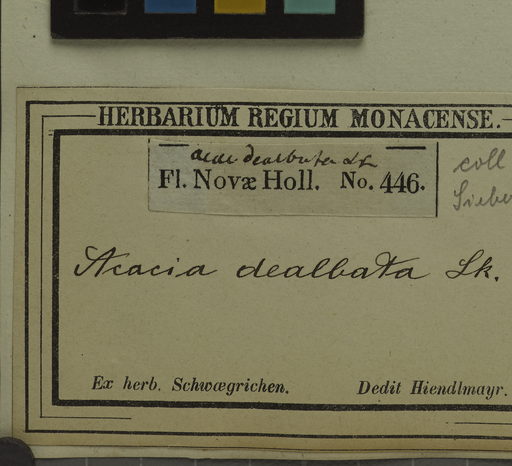 HERBARIUM REGIUM MONACENSE.
acac dealbata Lk
Fl. Novæ Holl. No. 446.
coll
Sieber
Acacia dealbata Lk.
Ex herb. Schwægrichen. Dedit Hiendlmayr.